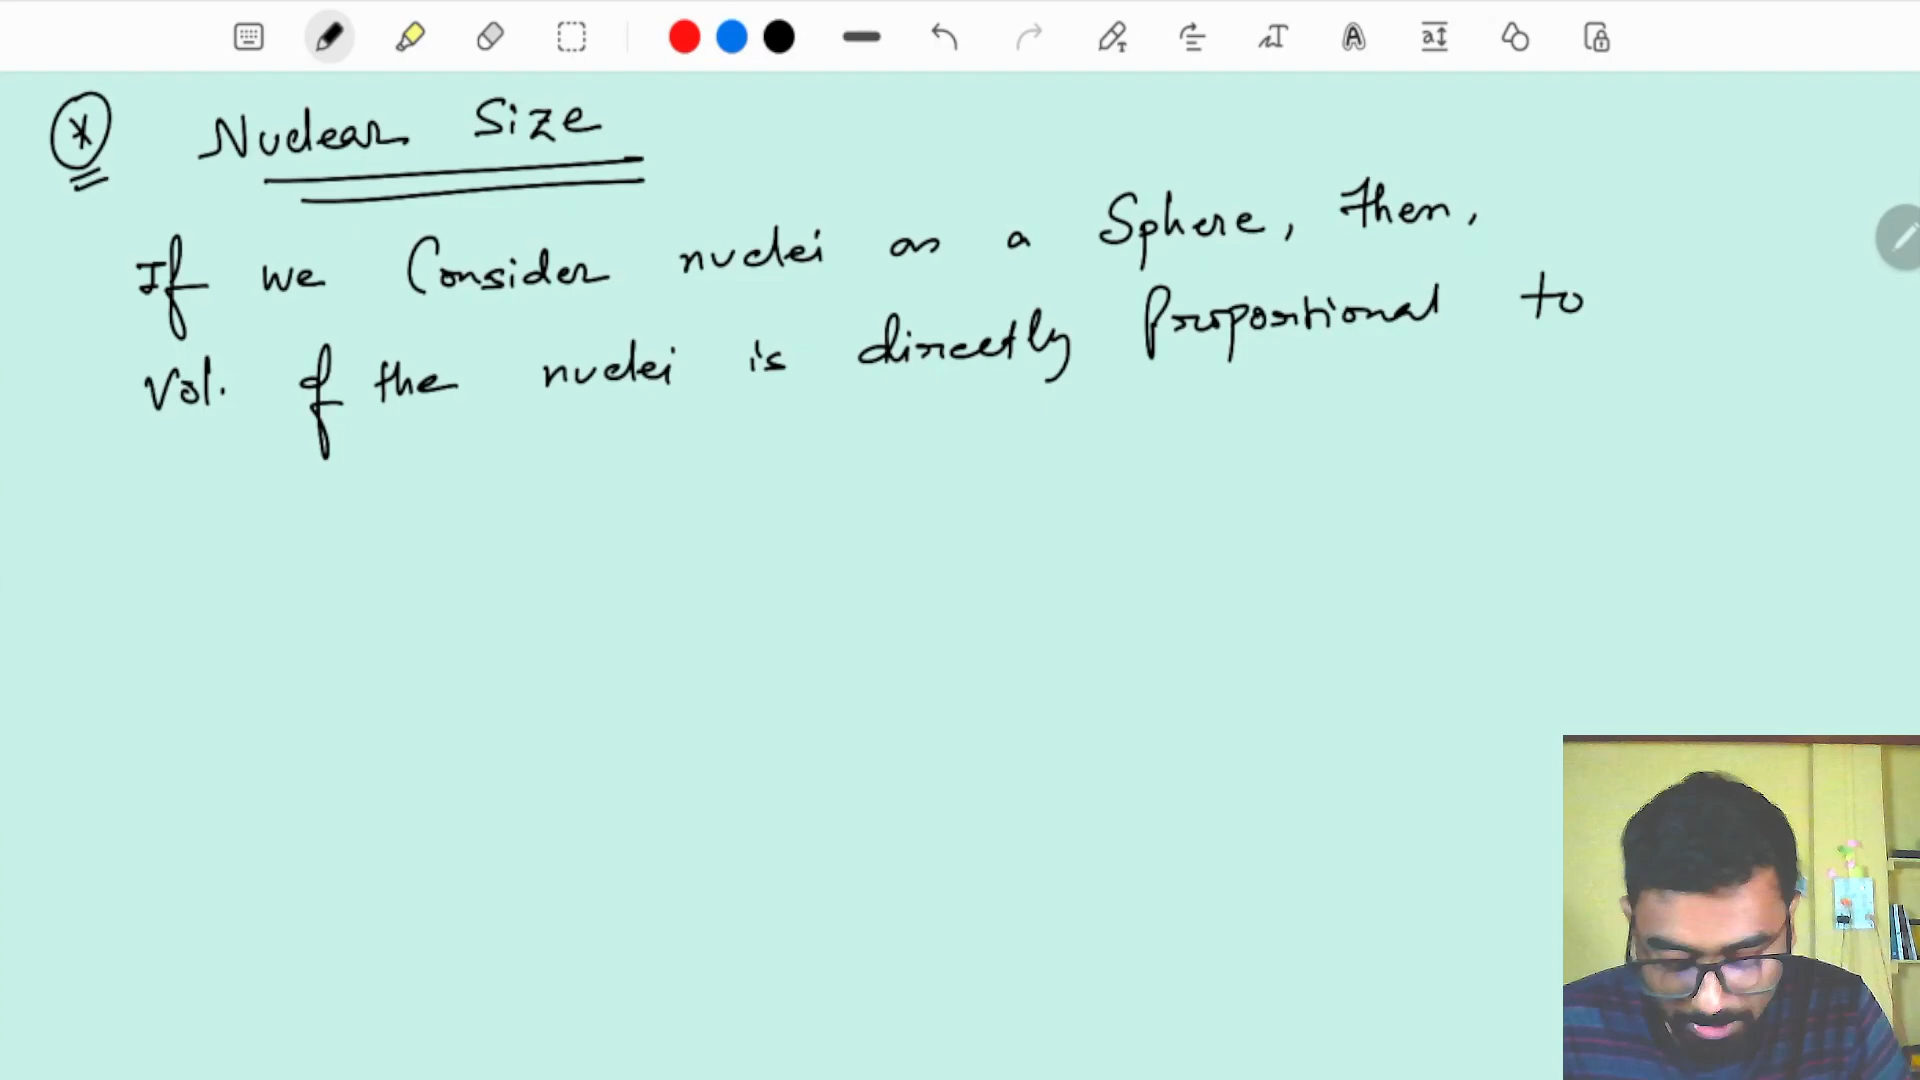 Nuclear Size
If we Consider nuclei as a Sphere, then,
Vol. of the nuclei is directly Proportional to